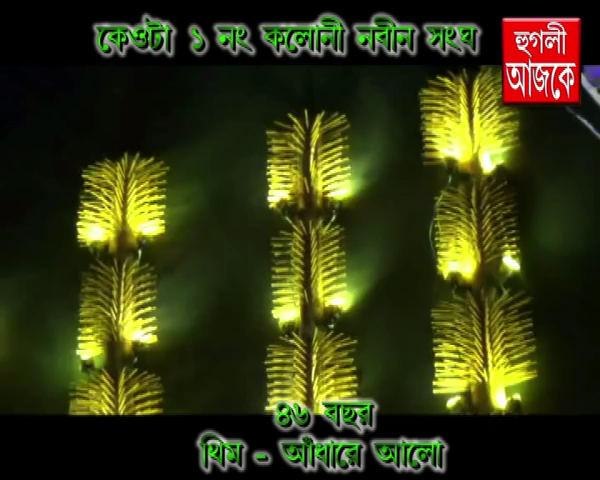 কেওটা ১ নং কলোনী নবীন সংঘ
হুগলী
আজকে
৪৬ বছর
থিম - আঁধারে আলো